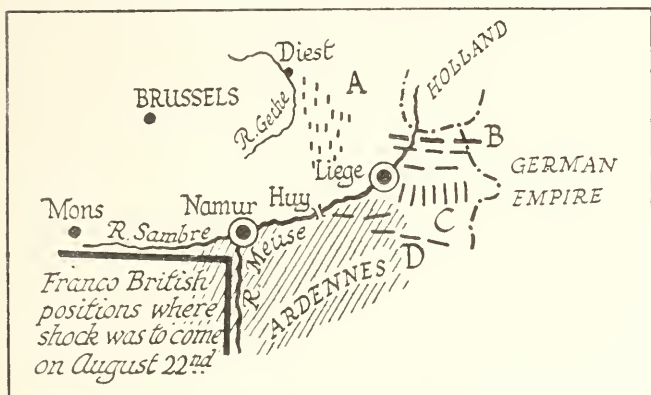 Diest
A
HOLLAND
BRUSSELS
R. Gethe
B
Liege
GERMAN
EMPIRE
Mons
Namur
Huy
C
R. Sambre
R. Meuse
D
ARDENNES
Franco British
positions where
shock was to come
on August 22nd